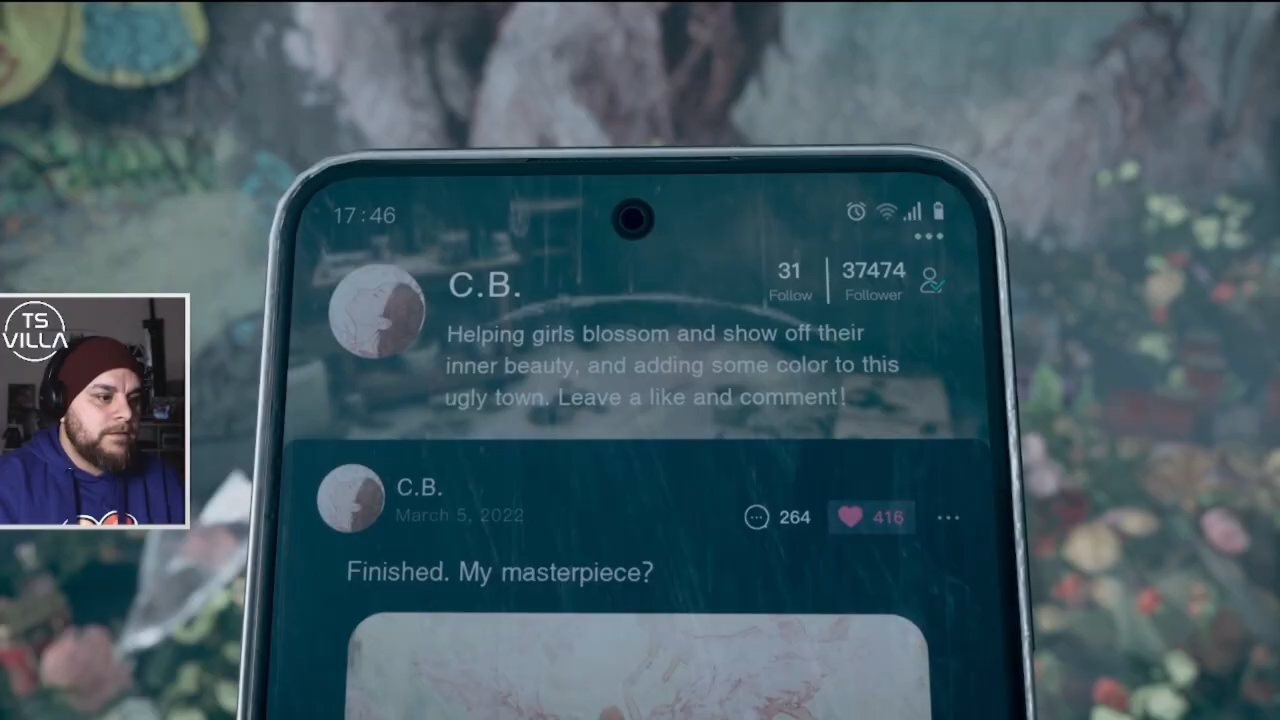 17:46
C.B.
31
Follow
37474
Follower
Helping girls blossom and show off their
inner beauty, and adding some color to this
ugly town. Leave a like and comment!
TS
VILLA
C.B.
March 5, 2022
264
416
Finished. My masterpiece?